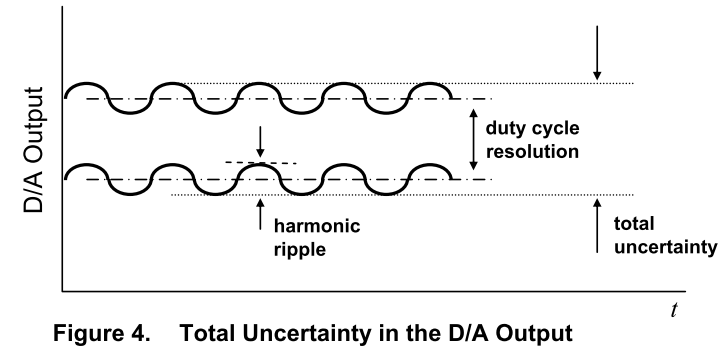 D/A Output
duty cycle
resolution
harmonic
ripple
total
uncertainty
t
Figure 4. Total Uncertainty in the D/A Output